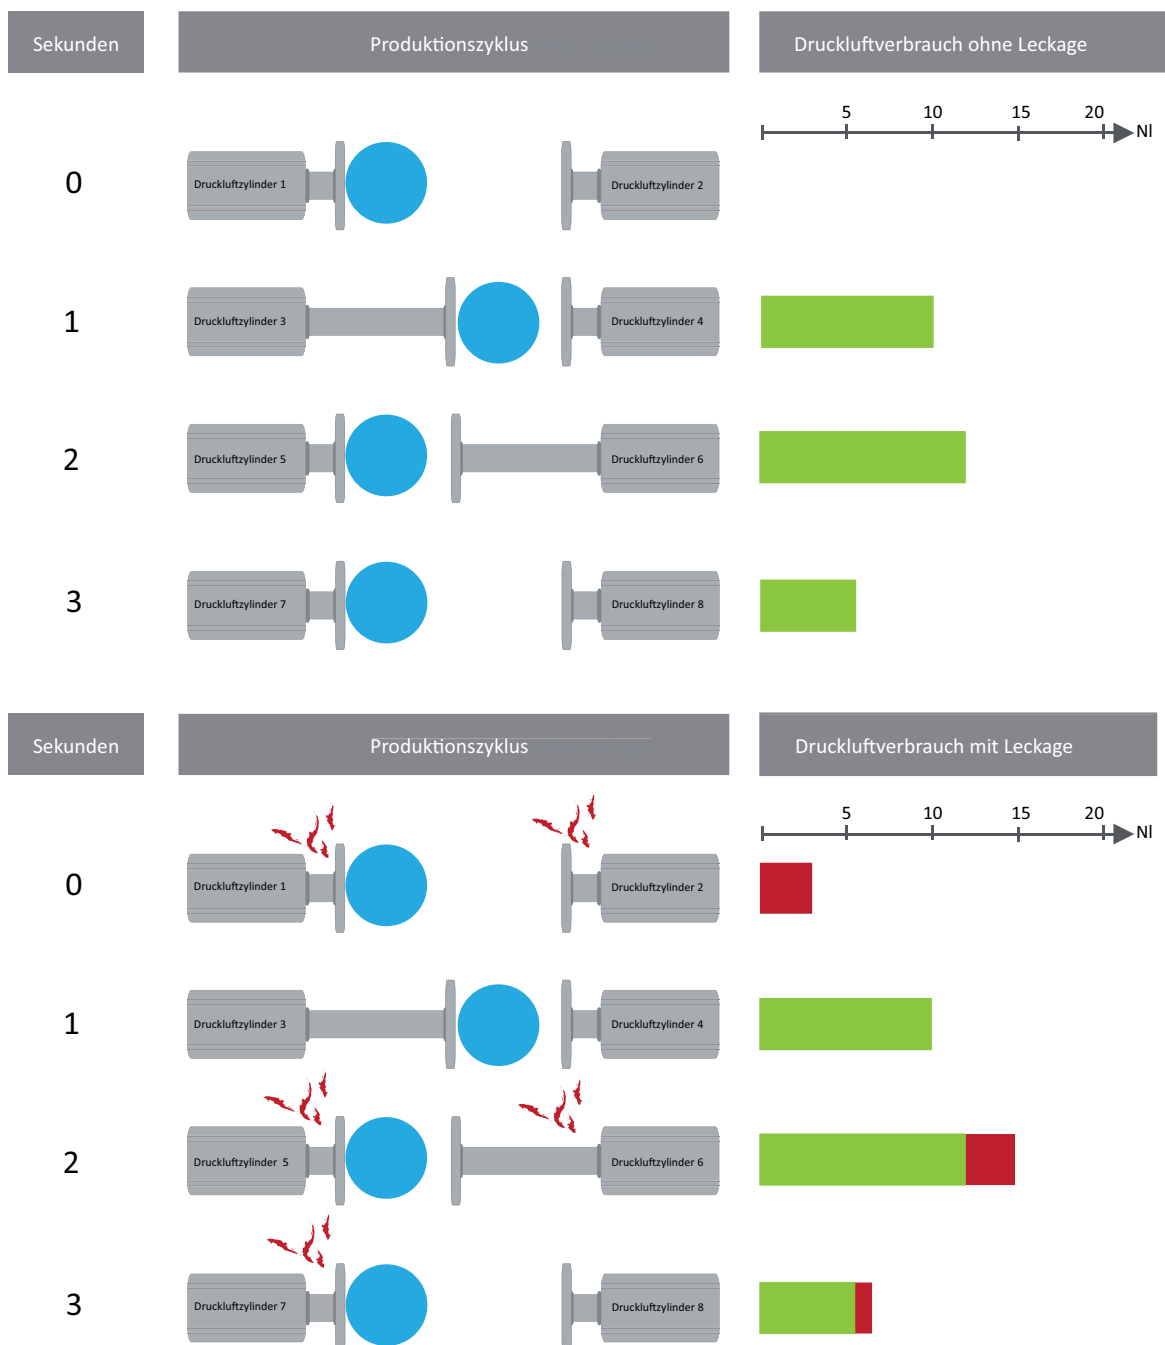 Sekunden
Produktionszyklus
Druckluftverbrauch ohne Leckage
5 10 15 20
Nl
0
Druckluftzylinder 1
Druckluftzylinder 2
1
Druckluftzylinder 3
Druckluftzylinder 4
2
Druckluftzylinder 5
Druckluftzylinder 6
3
Druckluftzylinder 7
Druckluftzylinder 8
Sekunden
Produktionszyklus
Druckluftverbrauch mit Leckage
5 10 15 20
Nl
0
Druckluftzylinder 1
Druckluftzylinder 2
1
Druckluftzylinder 3
Druckluftzylinder 4
2
Druckluftzylinder 5
Druckluftzylinder 6
3
Druckluftzylinder 7
Druckluftzylinder 8